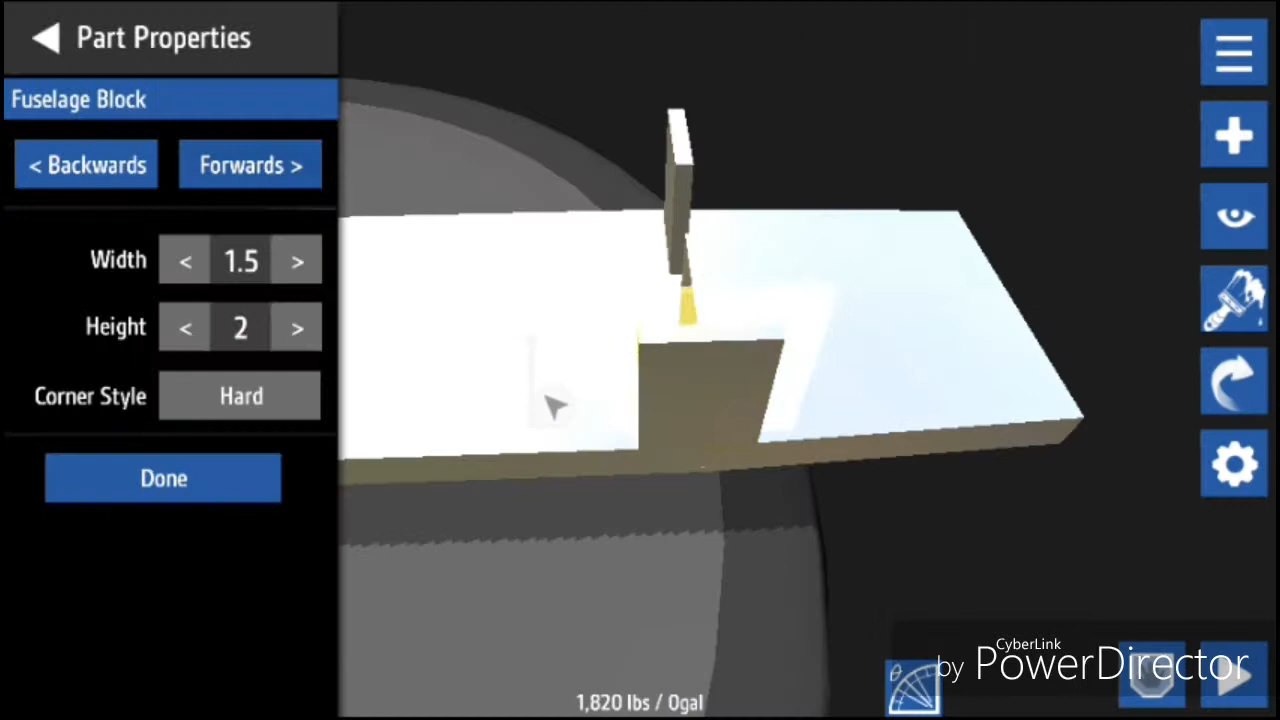 Part Properties
Fuselage Block
< Backwards
Forwards >
Width < 1.5 >
Height < 2 >
Corner Style Hard
Done
1,820 lbs / 0gal
CyberLink
by PowerDirector